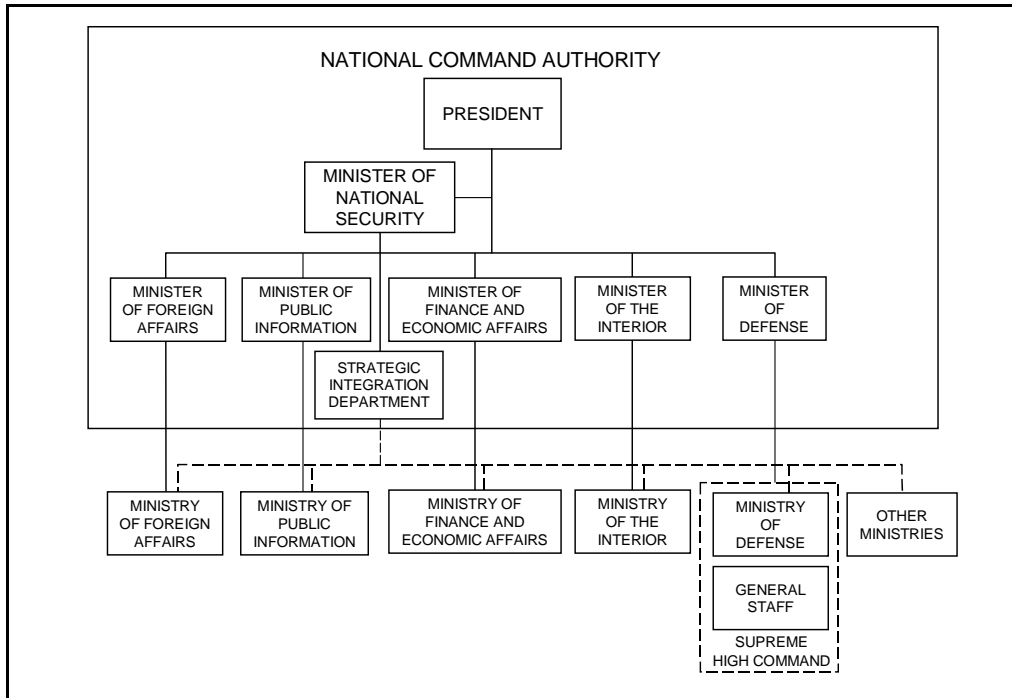 NATIONAL COMMAND AUTHORITY
PRESIDENT
MINISTER OF
NATIONAL
SECURITY
MINISTER
OF FOREIGN
AFFAIRS
MINISTER OF
PUBLIC
INFORMATION
MINISTER OF
FINANCE AND
ECONOMIC AFFAIRS
MINISTER
OF THE
INTERIOR
MINISTER
OF
DEFENSE
STRATEGIC
INTEGRATION
DEPARTMENT
MINISTRY
OF FOREIGN
AFFAIRS
MINISTRY OF
PUBLIC
INFORMATION
MINISTRY OF
FINANCE AND
ECONOMIC AFFAIRS
MINISTRY
OF THE
INTERIOR
MINISTRY
OF
DEFENSE
OTHER
MINISTRIES
GENERAL
STAFF
SUPREME
HIGH COMMAND